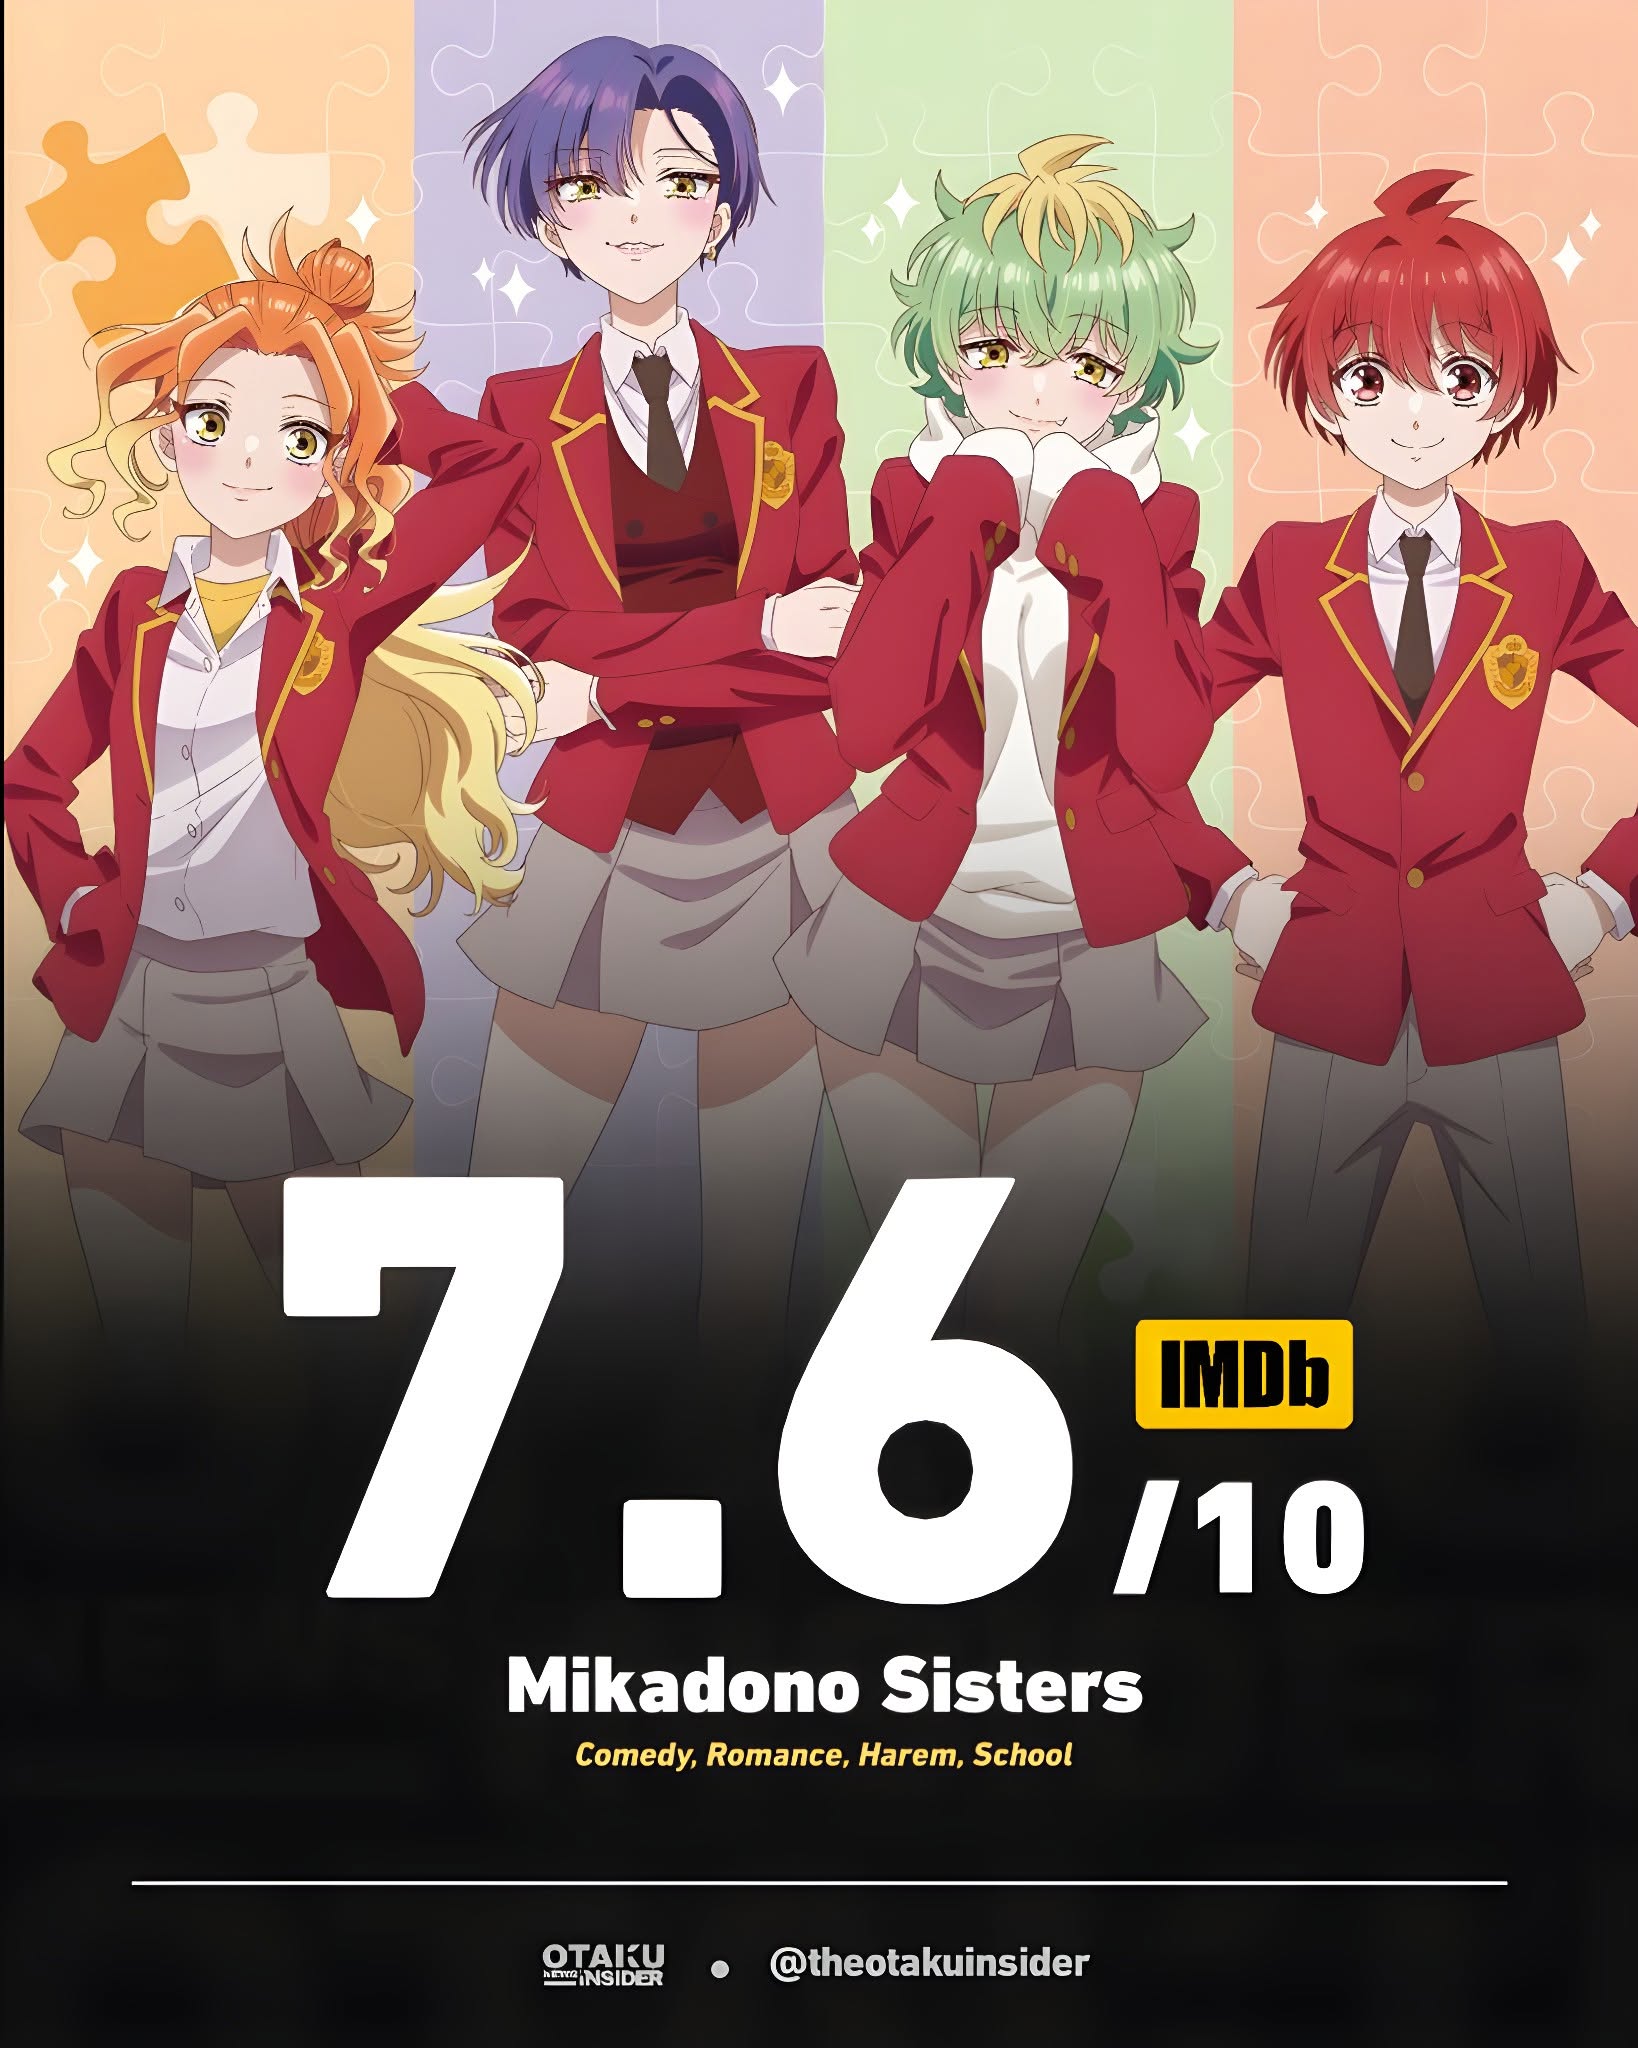 7.6
IMDb
/10
Mikadono Sisters
Comedy, Romance, Harem, School
OTAKU
INSIDER
@theotakuinsider